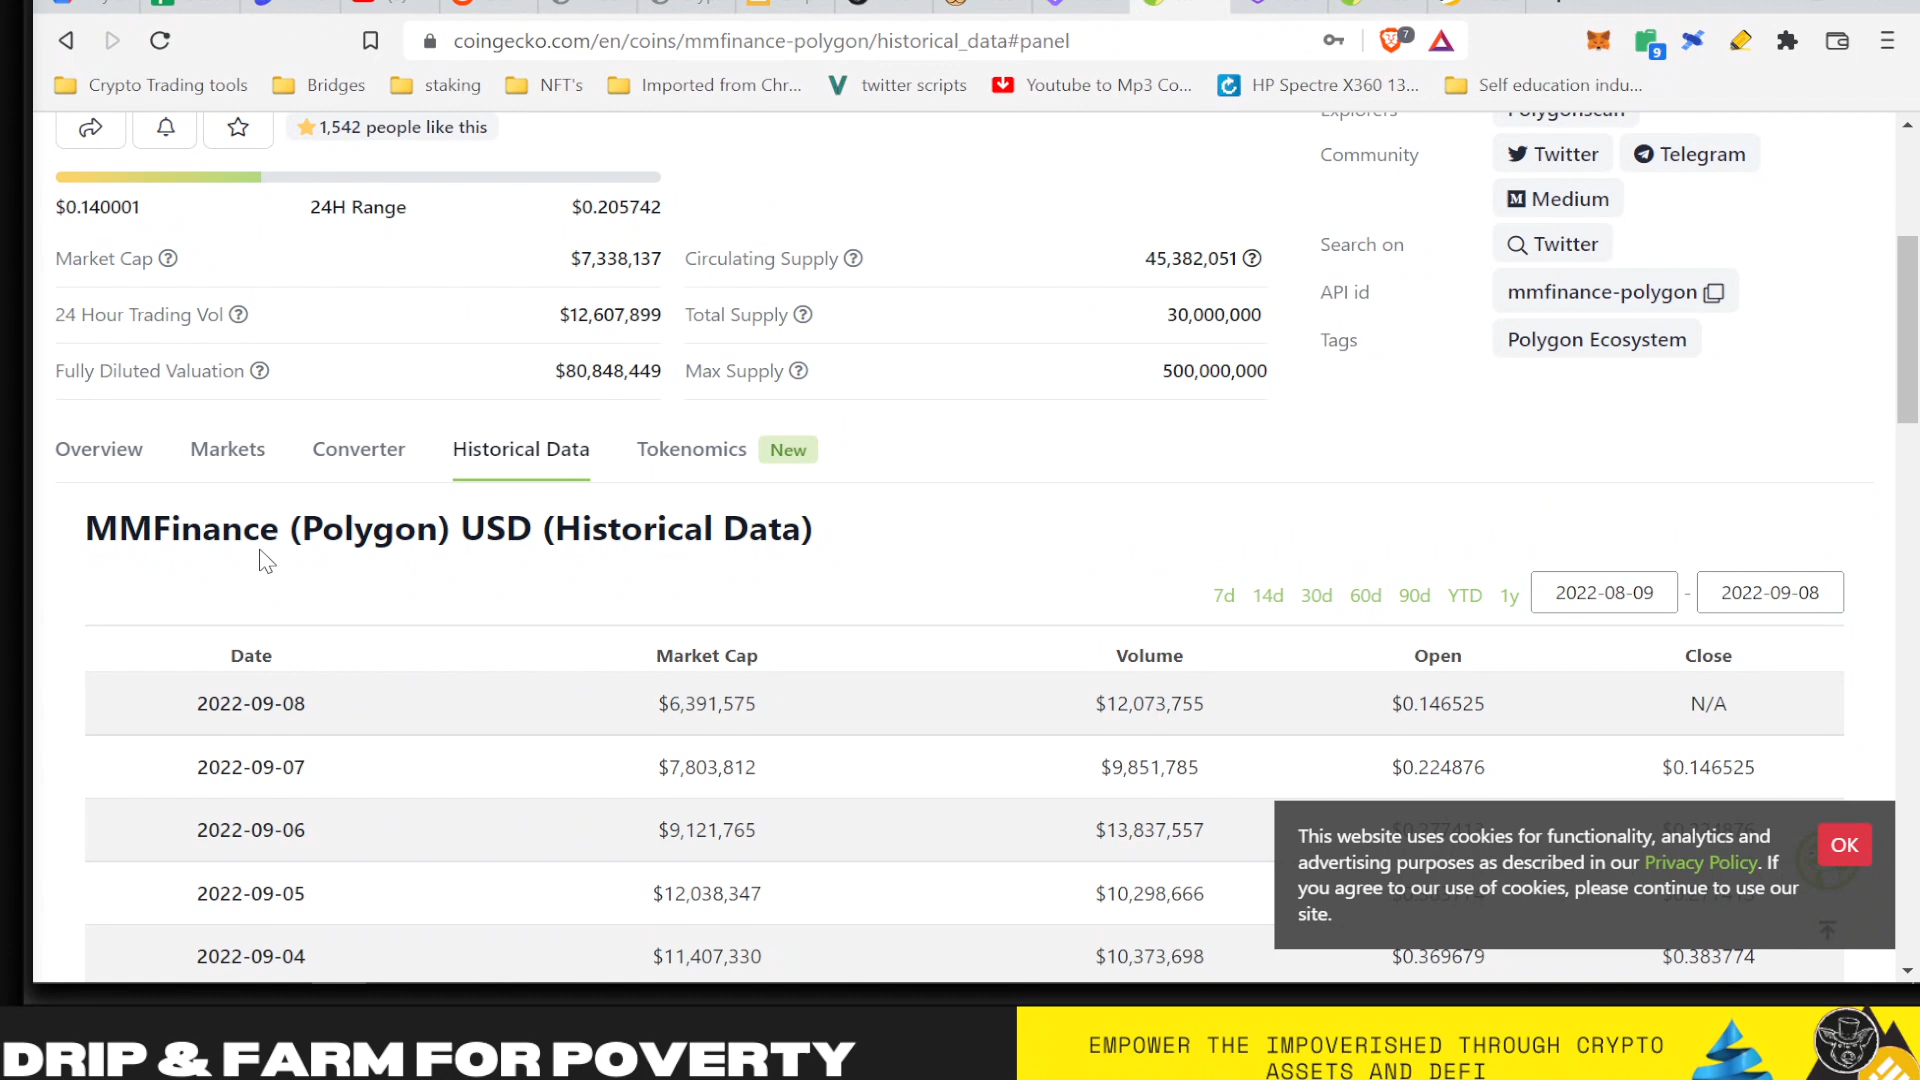 coingecko.com/en/coins/mmfinance-polygon/historical_data#panel
7
9
Crypto Trading tools Bridges staking NFT's Imported from Chr... twitter scripts Youtube to Mp3 Co... HP Spectre X360 13... Self education indu...
1,542 people like this
Explorers Polygonscan
Community Twitter Telegram
Medium
$0.140001 24H Range $0.205742
Search on Twitter
Market Cap $7,338,137 Circulating Supply 45,382,051
API id mmfinance-polygon
24 Hour Trading Vol $12,607,899 Total Supply 30,000,000
Tags Polygon Ecosystem
Fully Diluted Valuation $80,848,449 Max Supply 500,000,000
Overview Markets Converter Historical Data Tokenomics New
MMFinance (Polygon) USD (Historical Data)
7d 14d 30d 60d 90d YTD 1y 2022-08-09 - 2022-09-08
Date Market Cap Volume Open Close
2022-09-08 $6,391,575 $12,073,755 $0.146525 N/A
2022-09-07 $7,803,812 $9,851,785 $0.224876 $0.146525
2022-09-06 $9,121,765 $13,837,557
2022-09-05 $12,038,347 $10,298,666
2022-09-04 $11,407,330 $10,373,698 $0.369679 $0.383774
This website uses cookies for functionality, analytics and
advertising purposes as described in our Privacy Policy. If
you agree to our use of cookies, please continue to use our
site.
OK
DRIP & FARM FOR POVERTY
EMPOWER THE IMPOVERISHED THROUGH CRYPTO
ASSETS AND DEFI